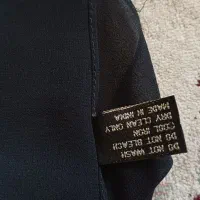 DO NOT WASH
DO NOT BLEACH
COOL IRON
DRY CLEAN ONLY
MADE IN INDIA